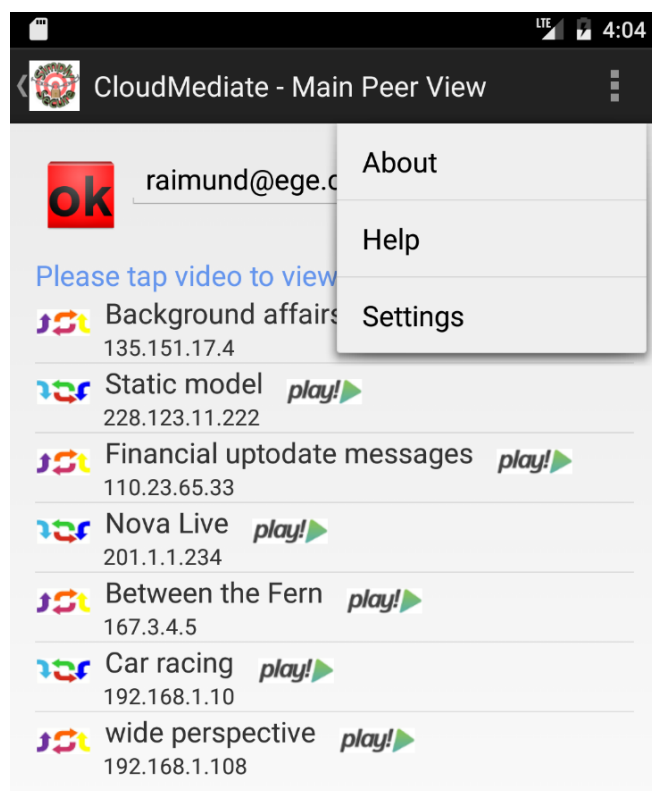 LTE 4:04
CloudMediate - Main Peer View
About
ok raimund@ege.c
Help
Please tap video to view
Settings
Background affairs
135.151.17.4
Static model play!
228.123.11.222
Financial uptodate messages play!
110.23.65.33
Nova Live play!
201.1.1.234
Between the Fern play!
167.3.4.5
Car racing play!
192.168.1.10
wide perspective play!
192.168.1.108